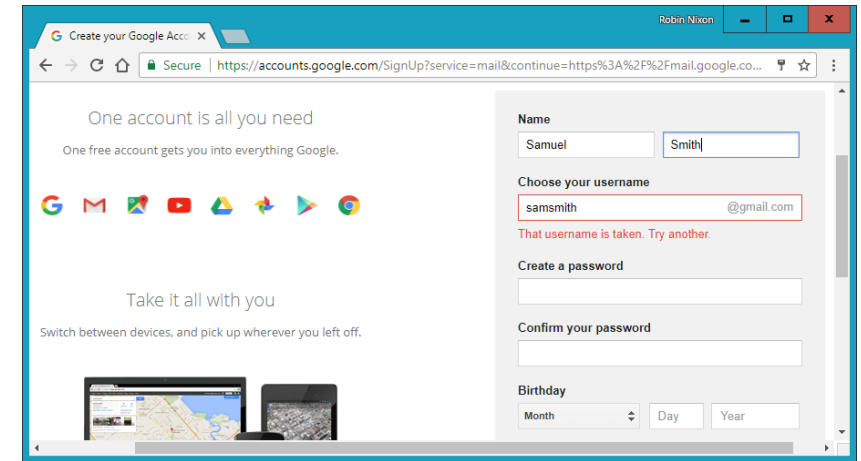 Robin Nixon
Create your Google Acco
Secure | https://accounts.google.com/SignUp?service=mail&continue=https%3A%2F%2Fmail.google.co...
One account is all you need
One free account gets you into everything Google.
Take it all with you
Switch between devices, and pick up wherever you left off.
Name
Samuel Smith
Choose your username
samsmith @gmail.com
That username is taken. Try another.
Create a password
Confirm your password
Birthday
Month Day Year